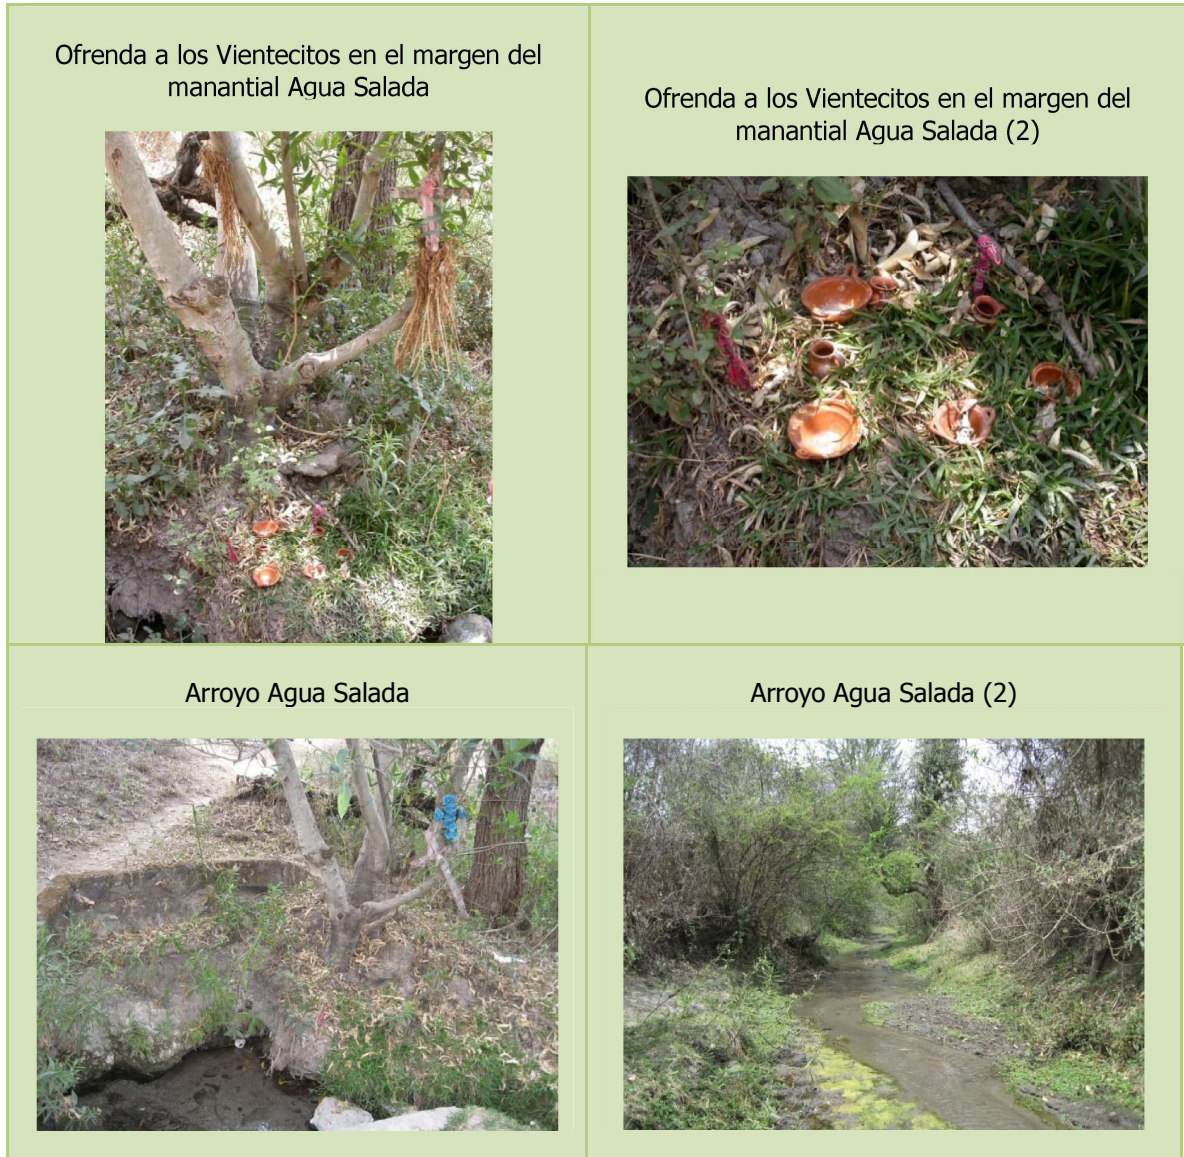 Ofrenda a los Vientecitos en el margen del
manantial Agua Salada
Ofrenda a los Vientecitos en el margen del
manantial Agua Salada (2)
Arroyo Agua Salada
Arroyo Agua Salada (2)